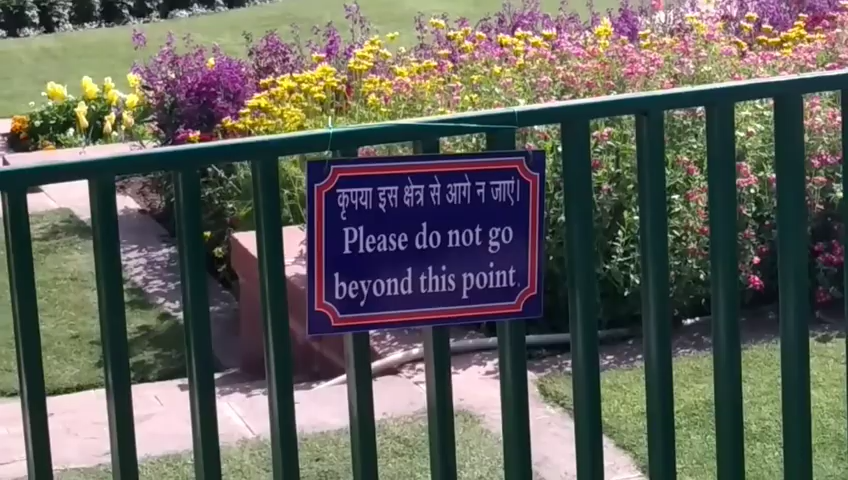 कृपया इस क्षेत्र से आगे न जाएं।
Please do not go
beyond this point.